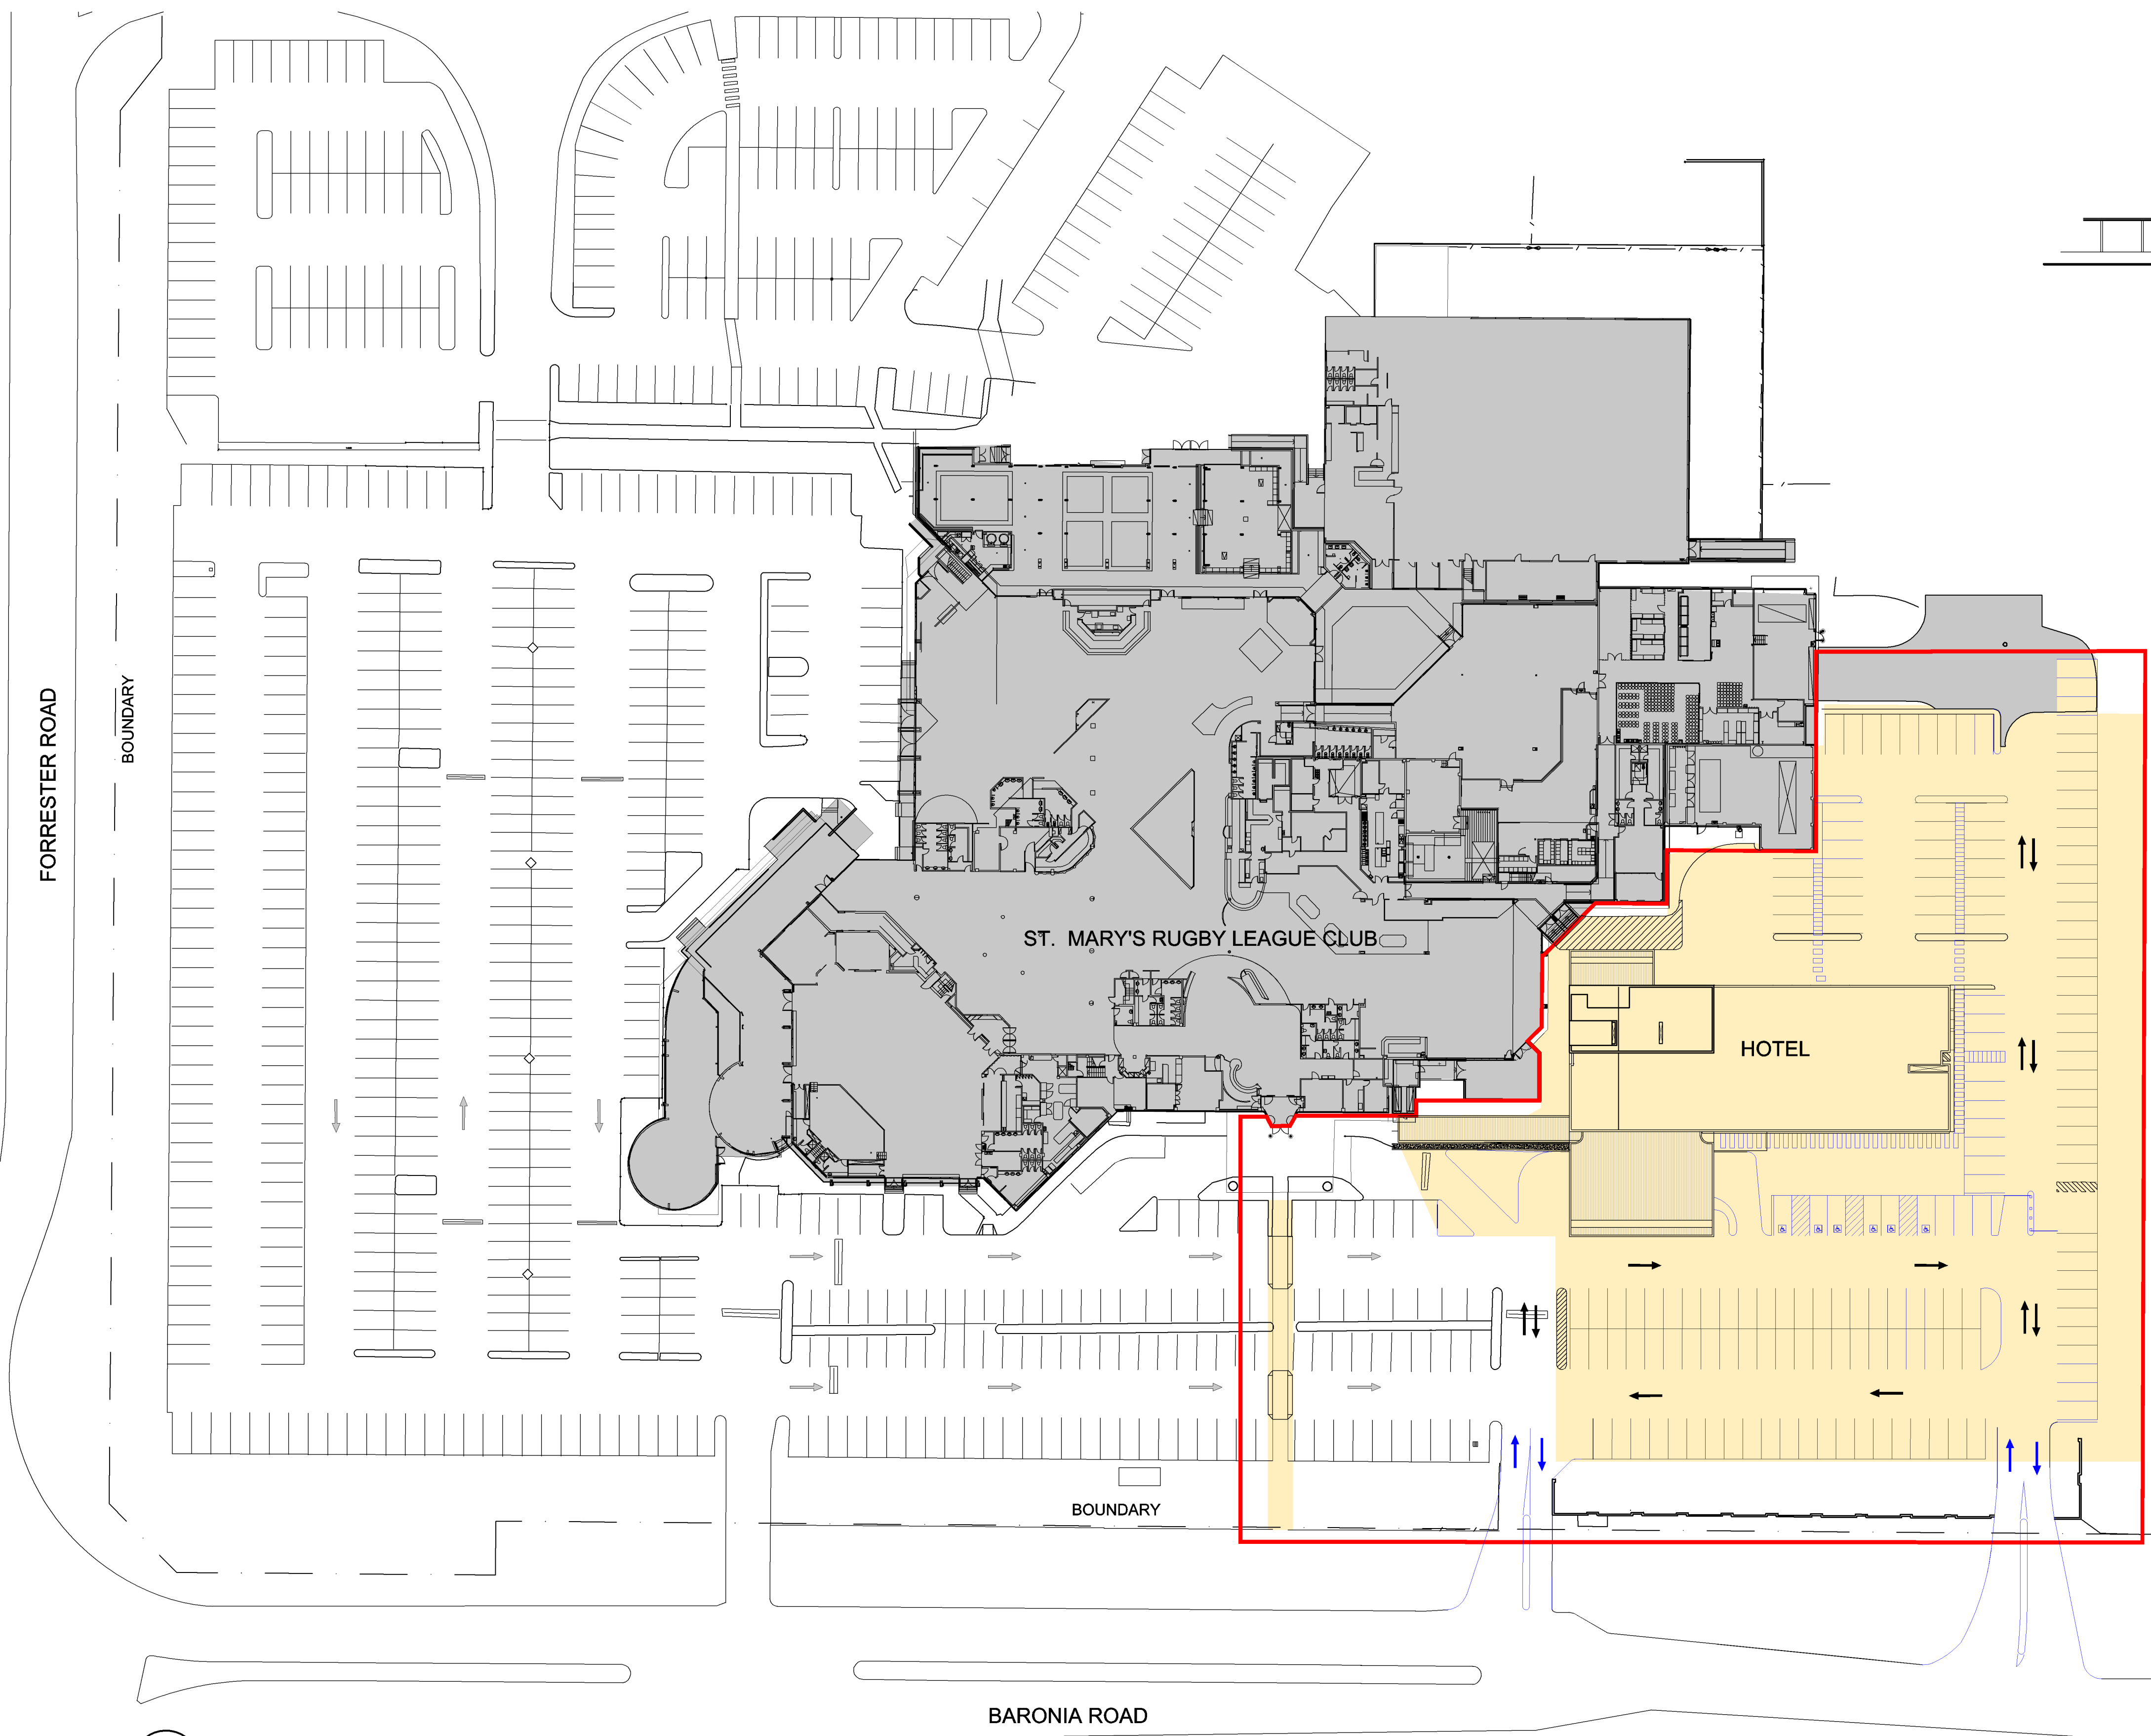 FORRESTER ROAD
BOUNDARY
ST. MARY'S RUGBY LEAGUE CLUB
HOTEL
BOUNDARY
BARONIA ROAD